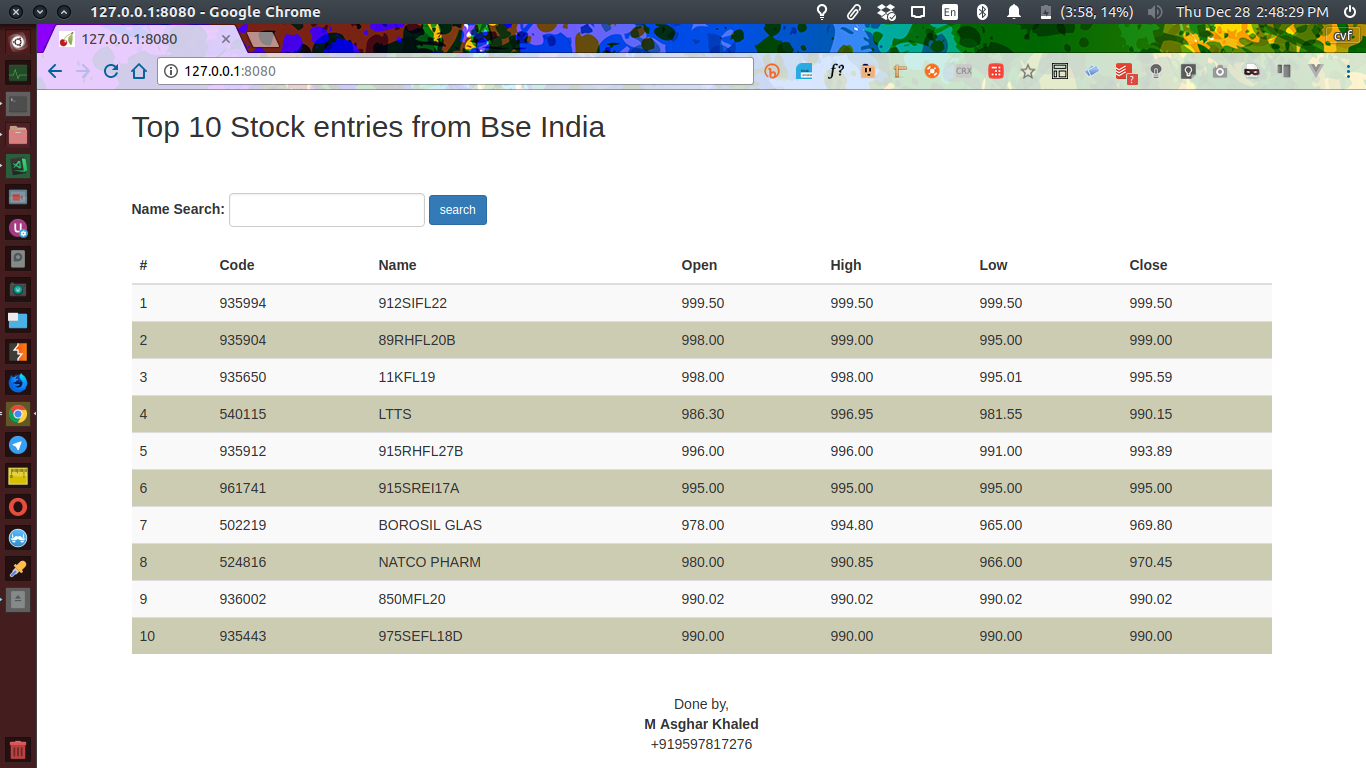 127.0.0.1:8080 - Google Chrome En (3:58, 14%) Thu Dec 28 2:48:29 PM
127.0.0.1:8080 cvf
127.0.0.1:8080 f? CRX ?
Top 10 Stock entries from Bse India
Name Search: search
# Code Name Open High Low Close
1 935994 912SIFL22 999.50 999.50 999.50 999.50
2 935904 89RHFL20B 998.00 999.00 995.00 999.00
3 935650 11KFL19 998.00 998.00 995.01 995.59
4 540115 LTTS 986.30 996.95 981.55 990.15
5 935912 915RHFL27B 996.00 996.00 991.00 993.89
6 961741 915SREI17A 995.00 995.00 995.00 995.00
7 502219 BOROSIL GLAS 978.00 994.80 965.00 969.80
8 524816 NATCO PHARM 980.00 990.85 966.00 970.45
9 936002 850MFL20 990.02 990.02 990.02 990.02
10 935443 975SEFL18D 990.00 990.00 990.00 990.00
Done by,
M Asghar Khaled
+919597817276